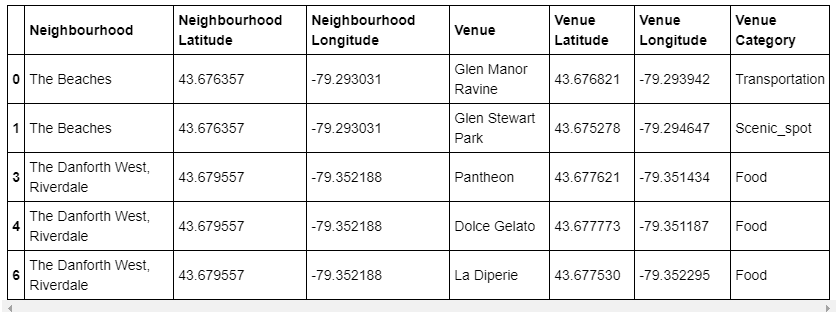 Neighbourhood Neighbourhood Latitude Neighbourhood Longitude Venue Venue Latitude Venue Longitude Venue Category
0 The Beaches 43.676357 -79.293031 Glen Manor Ravine 43.676821 -79.293942 Transportation
1 The Beaches 43.676357 -79.293031 Glen Stewart Park 43.675278 -79.294647 Scenic_spot
3 The Danforth West, Riverdale 43.679557 -79.352188 Pantheon 43.677621 -79.351434 Food
4 The Danforth West, Riverdale 43.679557 -79.352188 Dolce Gelato 43.677773 -79.351187 Food
6 The Danforth West, Riverdale 43.679557 -79.352188 La Diperie 43.677530 -79.352295 Food